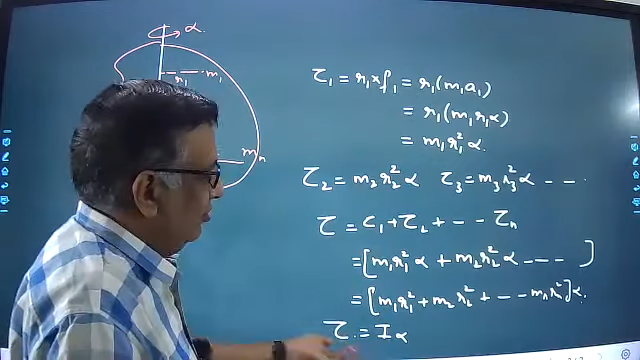 α.
r₁ m₁
mₙ
τ₁ = r₁×f₁ = r₁(m₁a₁)
= r₁(m₁r₁α)
= m₁r₁²α.
τ₂ = m₂r₂²α τ₃ = m₃r₃²α -- -- .
τ = τ₁+τ₂ + -- -- τₙ
= [m₁r₁²α + m₂r₂²α -- -- - ]
= [m₁r₁² + m₂r₂² + -- -- mₙr²]α.
τ. = Iα